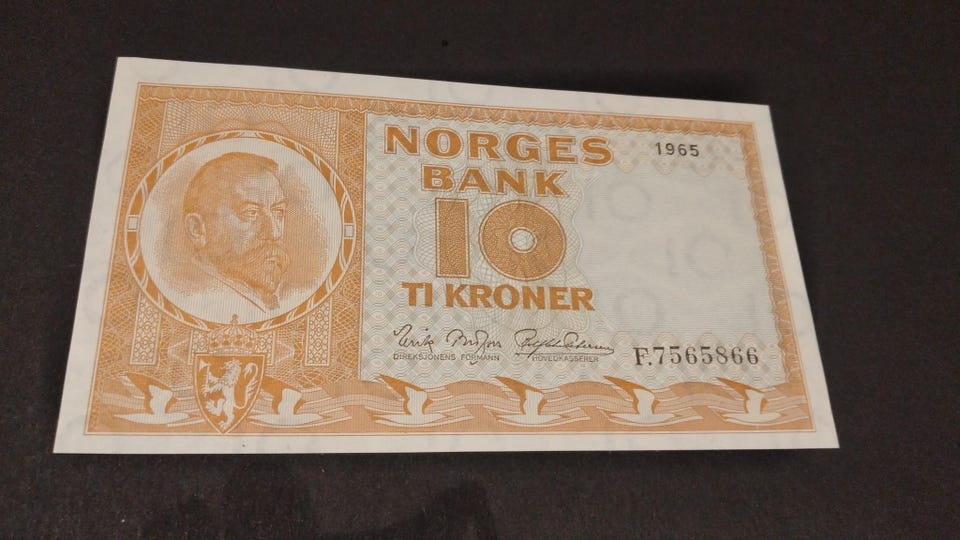 NORGES
BANK
1965
10
TI KRONER
DIREKSJONENS FORMANN
HOVEDKASSERER
F.7565866